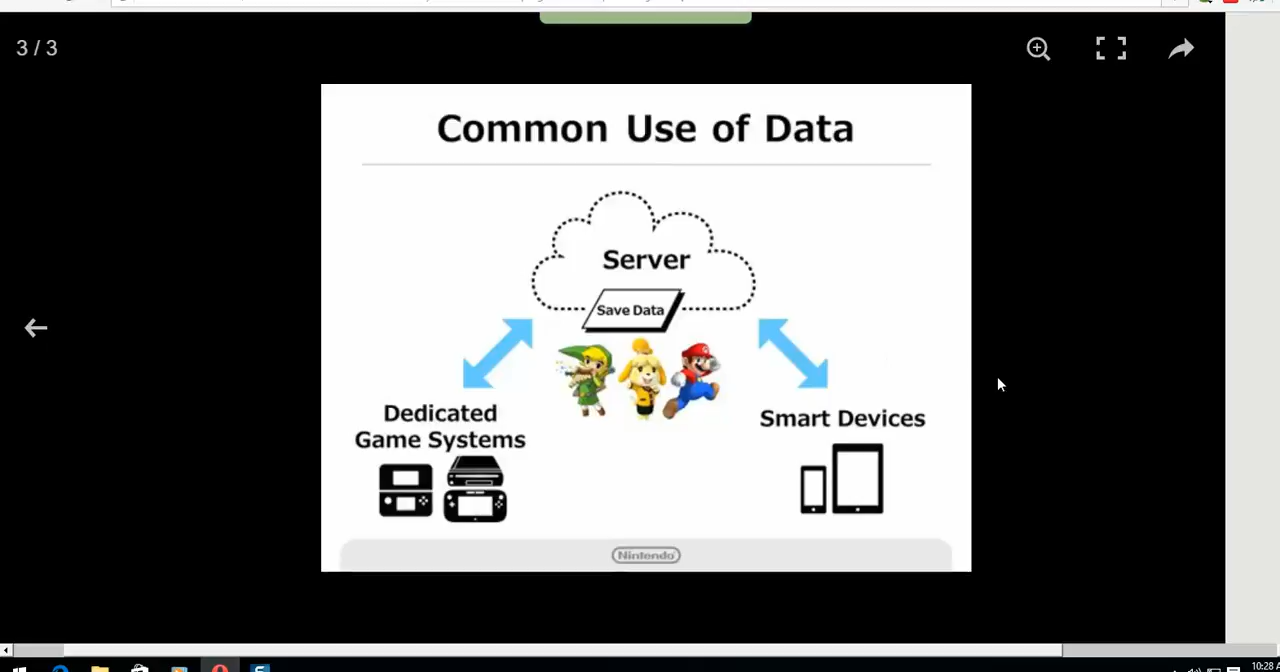 3 / 3
Common Use of Data
Server
Save Data
Dedicated
Game Systems
Smart Devices
Nintendo
10:28